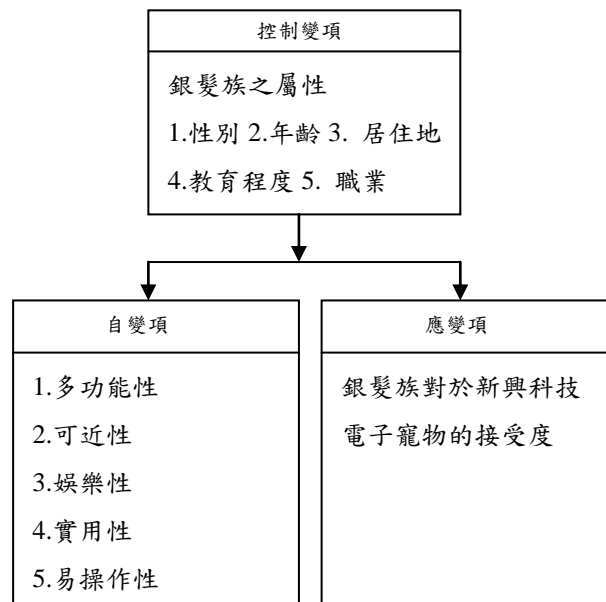 控制變項
銀髮族之屬性
1.性別 2.年齡 3. 居住地
4.教育程度 5. 職業
自變項
1.多功能性
2.可近性
3.娛樂性
4.實用性
5.易操作性
應變項
銀髮族對於新興科技
電子寵物的接受度